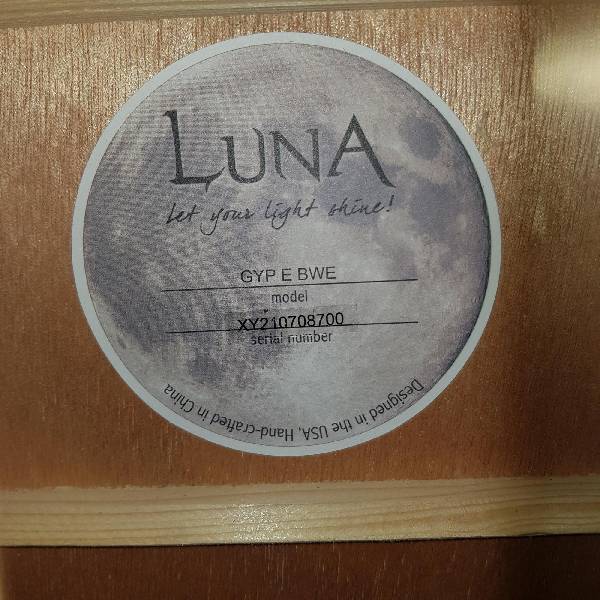 LUNA
let your light shine!
GYP E BWE
model
XY210708700
serial number
Designed in the USA, Hand-crafted in China